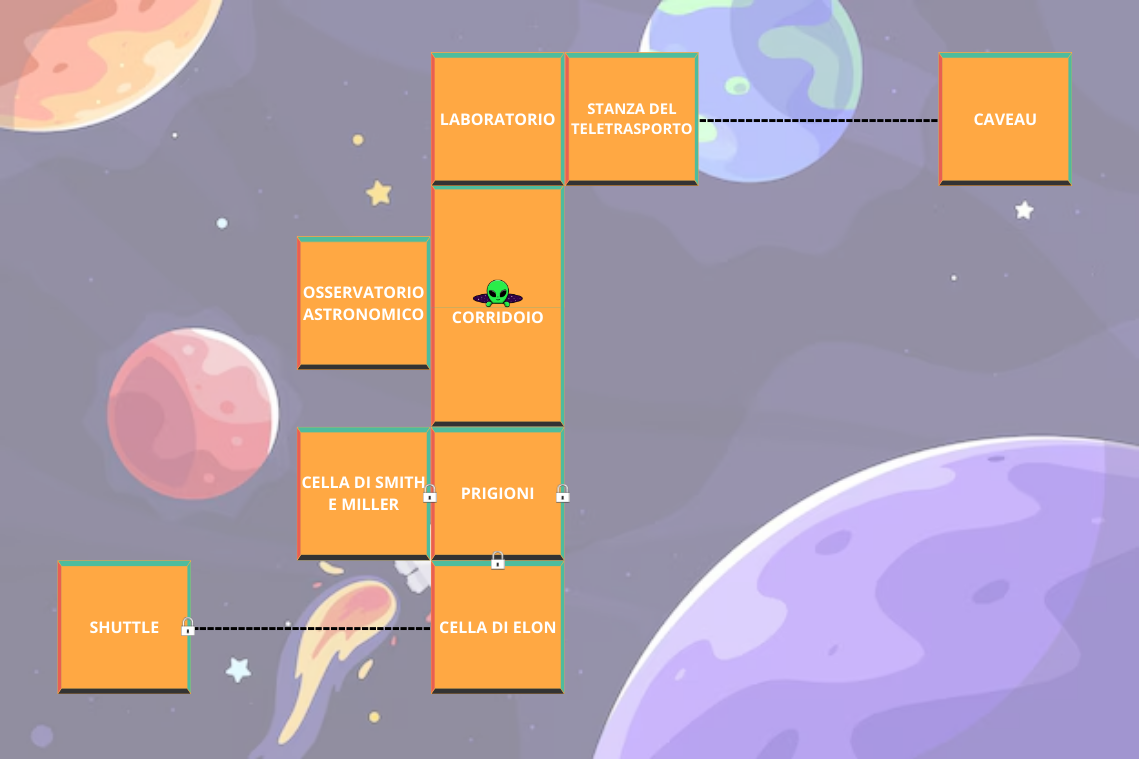 LABORATORIO
STANZA DEL
TELETRASPORTO
CAVEAU
OSSERVATORIO
ASTRONOMICO
CORRIDOIO
CELLA DI SMITH
E MILLER
PRIGIONI
SHUTTLE
CELLA DI ELON